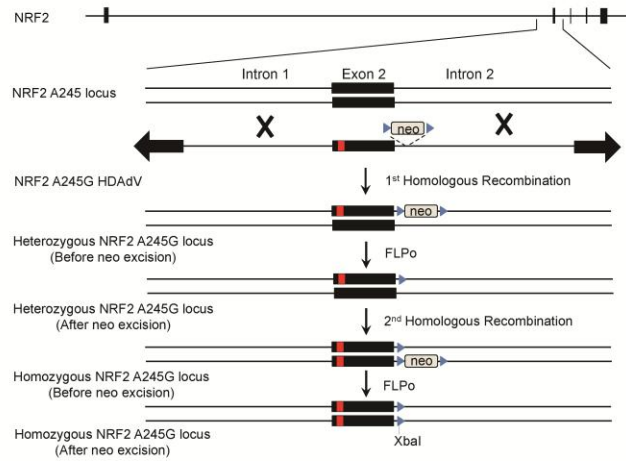 NRF2
Intron 1 Exon 2 Intron 2
NRF2 A245 locus
neo
NRF2 A245G HDAdV
1st Homologous Recombination
neo
Heterozygous NRF2 A245G locus
(Before neo excision)
FLPo
Heterozygous NRF2 A245G locus
(After neo excision)
2nd Homologous Recombination
neo
Homozygous NRF2 A245G locus
(Before neo excision)
FLPo
Homozygous NRF2 A245G locus
(After neo excision)
XbaI